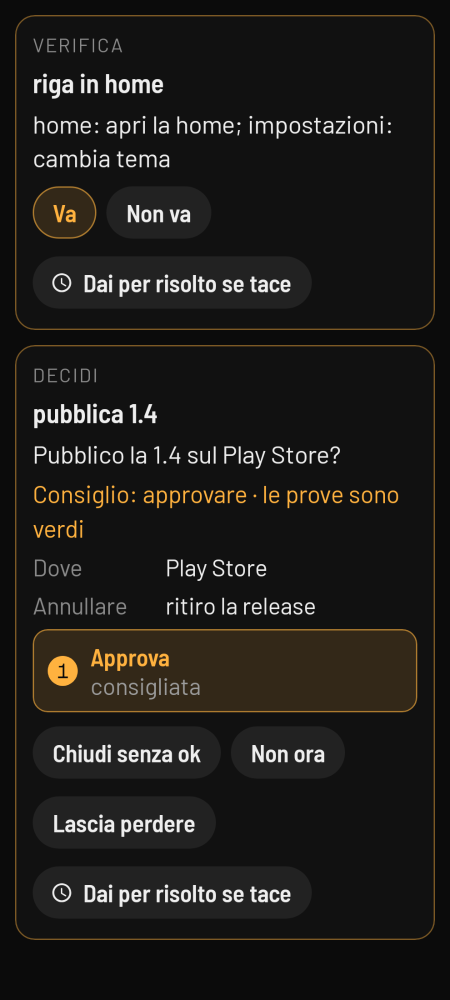 VERIFICA
riga in home
home: apri la home; impostazioni:
cambia tema
Va
Non va
Dai per risolto se tace
DECIDI
pubblica 1.4
Pubblico la 1.4 sul Play Store?
Consiglio: approvare · le prove sono
verdi
Dove Play Store
Annullare ritiro la release
1 Approva
consigliata
Chiudi senza ok
Non ora
Lascia perdere
Dai per risolto se tace